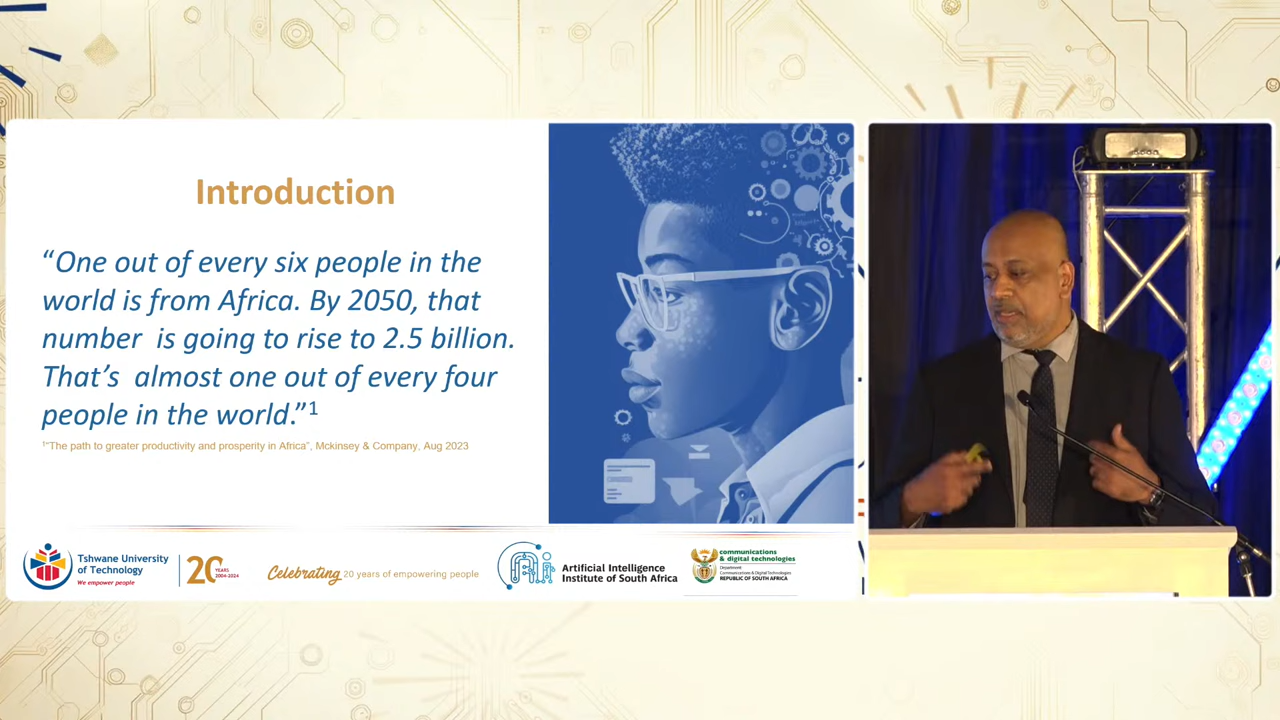 Introduction
“One out of every six people in the
world is from Africa. By 2050, that
number is going to rise to 2.5 billion.
That’s almost one out of every four
people in the world.”1
1“The path to greater productivity and prosperity in Africa”, Mckinsey & Company, Aug 2023
Tshwane University
of Technology
We empower people
20 YEARS
2004-2024
Celebrating 20 years of empowering people
Artificial Intelligence
Institute of South Africa
communications
& digital technologies
Department:
Communications & Digital Technologies
REPUBLIC OF SOUTH AFRICA